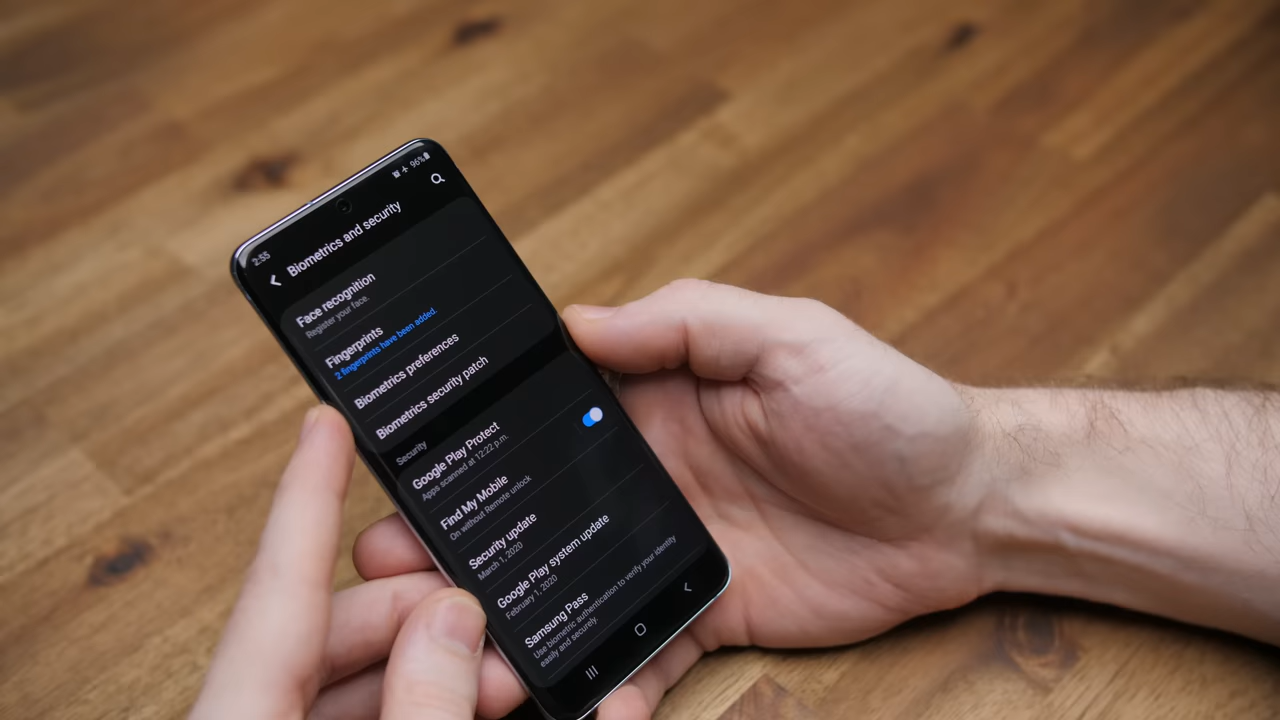 2:55
96%
Biometrics and security
Face recognition
Register your face.
Fingerprints
2 fingerprints have been added.
Biometrics preferences
Biometrics security patch
Security
Google Play Protect
Apps scanned at 12:22 p.m.
Find My Mobile
On without Remote unlock
Security update
March 1, 2020
Google Play system update
February 1, 2020
Samsung Pass
Use biometric authentication to verify your identity
easily and securely.